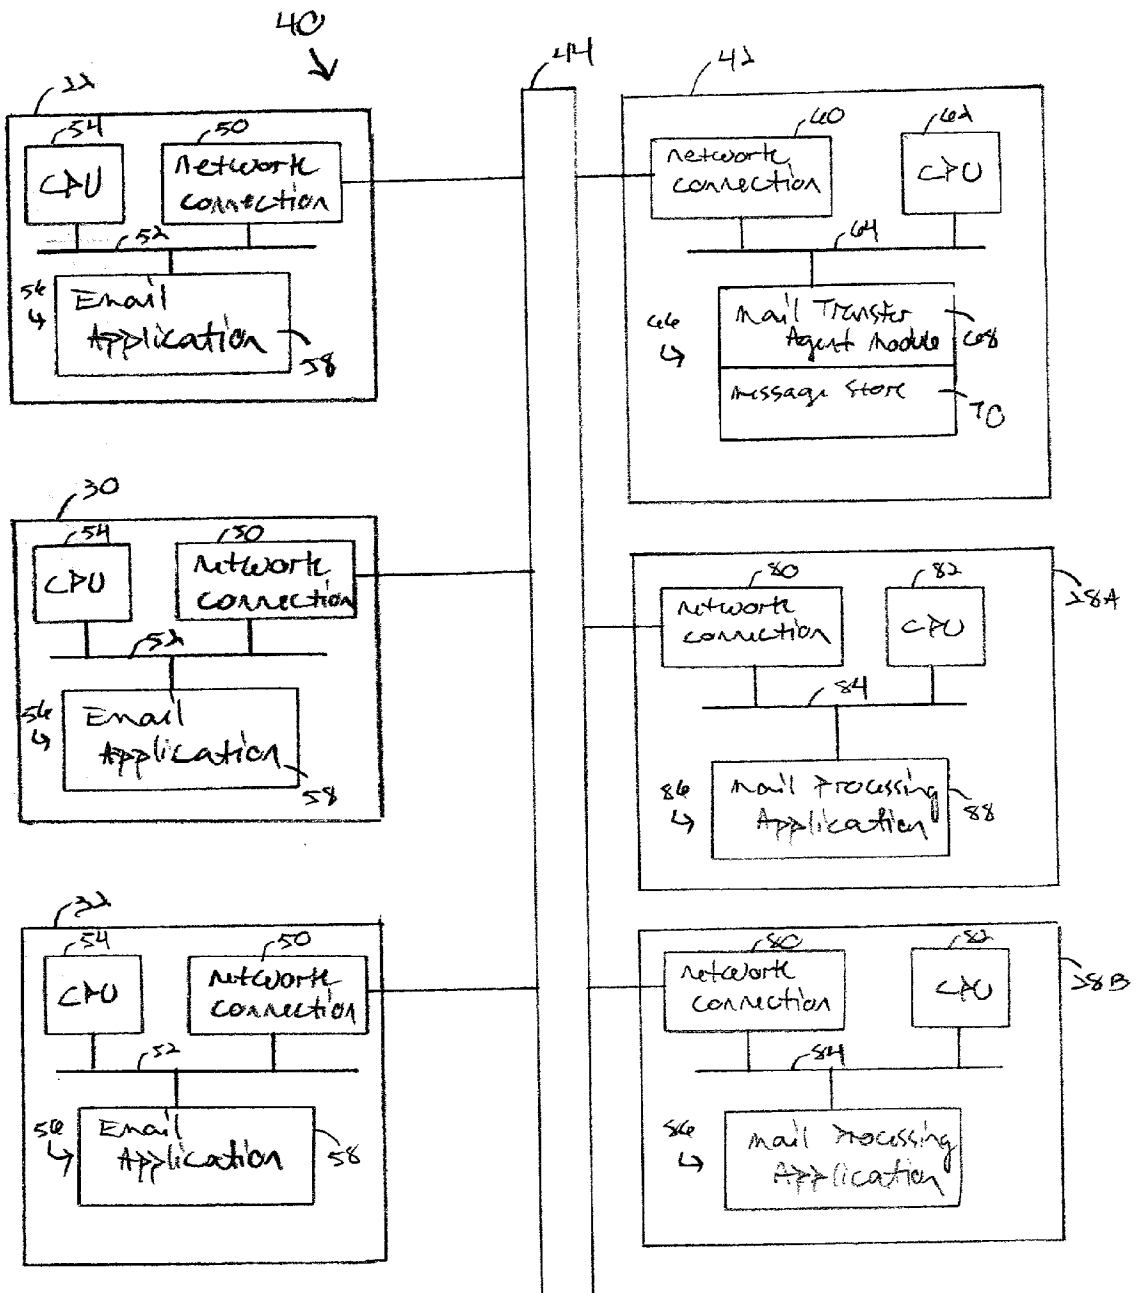 40
22
54
50
CPU
Network
connection
52
56
Email
Application
58
30
54
50
CPU
Network
connection
52
56
Email
Application
58
32
54
50
CPU
Network
connection
52
56
Email
Application
58
44
42
60
62
network
connection
CPU
64
66
Mail Transfer
Agent Module
68
message store
70
80
82
28A
network
connection
CPU
84
86
Mail Processing
Application
88
80
82
28B
network
connection
CPU
84
86
Mail Processing
Application